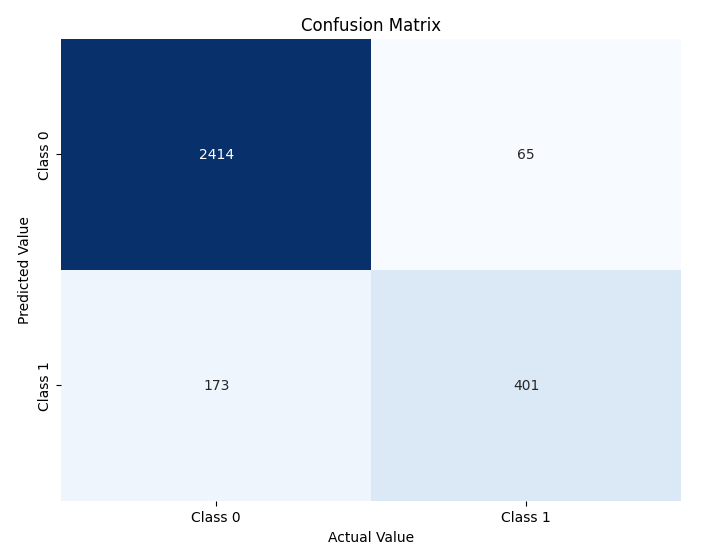 Confusion Matrix
Predicted Value
Class 0
2414 65
Class 1
173 401
Class 0 Class 1
Actual Value